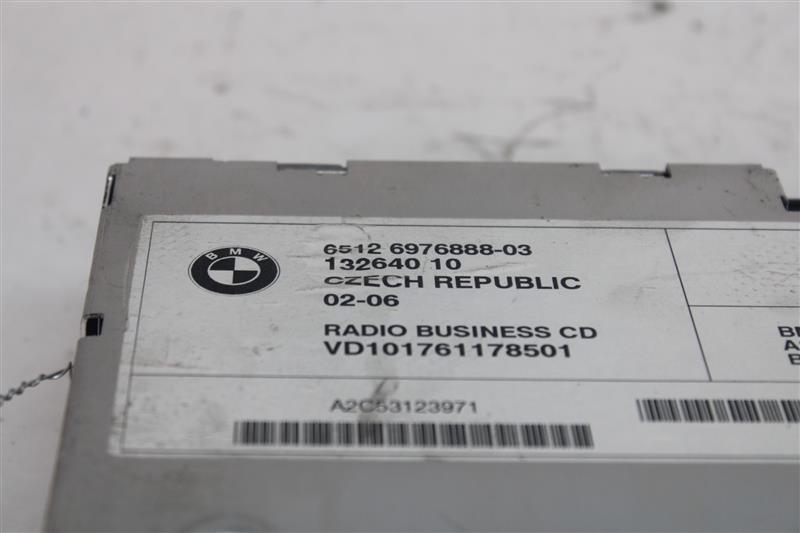 BMW
6512 6976888-03
132640 10
CZECH REPUBLIC
02-06
RADIO BUSINESS CD
VD101761178501
A2C53123971